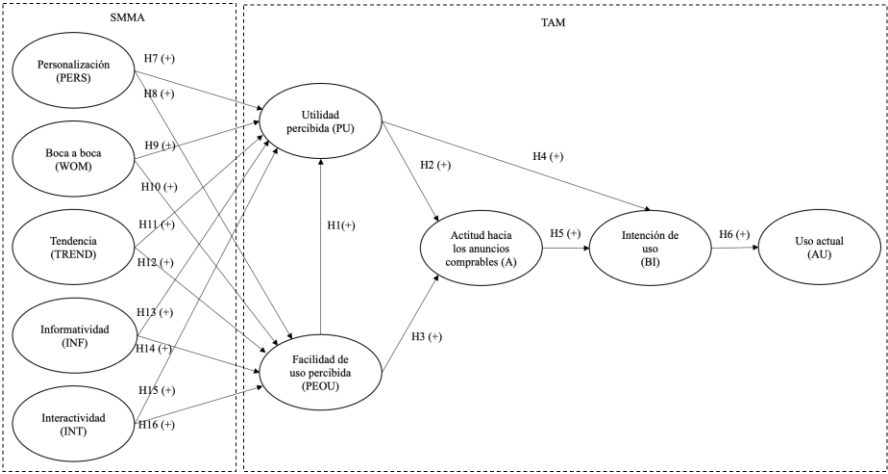 SMMA
TAM
Personalización
(PERS)
H7 (+)
H8 (+)
Utilidad
percibida (PU)
Boca a boca
(WOM)
H9 (+)
H10 (+)
H2 (+)
H4 (+)
Tendencia
(TREND)
H11 (+)
H12 (+)
H1(+)
Actitud hacia
los anuncios
comprables (A)
H5 (+)
Intención de
uso
(BI)
H6 (+)
Uso actual
(AU)
Informatividad
(INF)
H13 (+)
H14 (+)
H3 (+)
Facilidad de
uso percibida
(PEOU)
Interactividad
(INT)
H15 (+)
H16 (+)